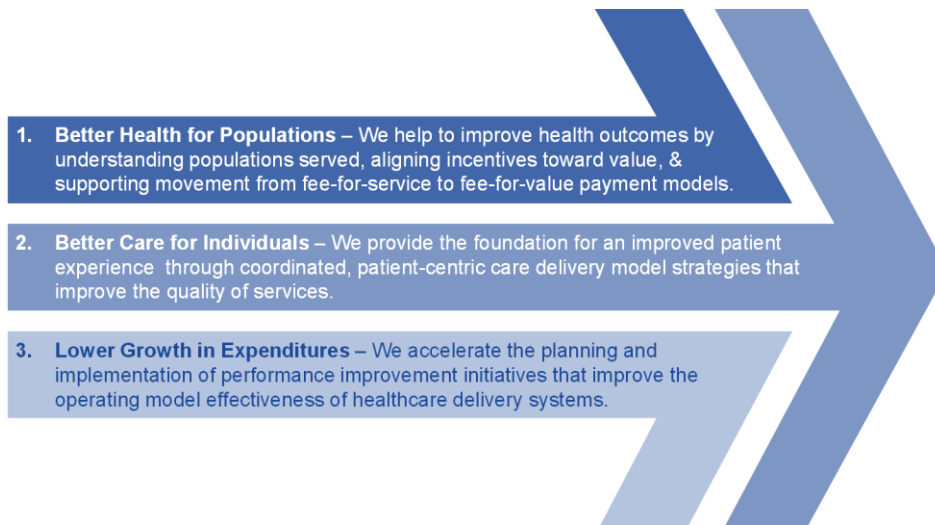 1. Better Health for Populations – We help to improve health outcomes by
understanding populations served, aligning incentives toward value, &
supporting movement from fee-for-service to fee-for-value payment models.
2. Better Care for Individuals – We provide the foundation for an improved patient
experience through coordinated, patient-centric care delivery model strategies that
improve the quality of services.
3. Lower Growth in Expenditures – We accelerate the planning and
implementation of performance improvement initiatives that improve the
operating model effectiveness of healthcare delivery systems.